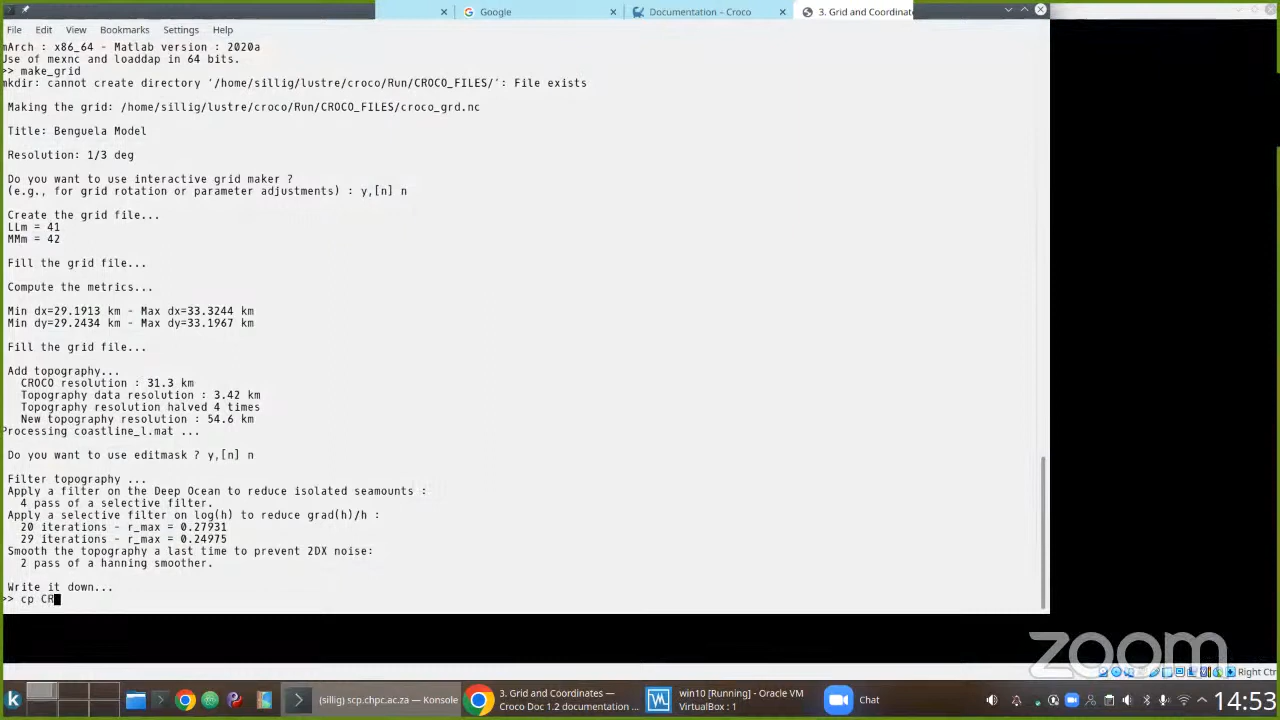 Google
Documentation – Croco
3. Grid and Coordinate
File Edit View Bookmarks Settings Help
mArch : x86_64 - Matlab version : 2020a
Use of mexnc and loaddap in 64 bits.
>> make_grid
mkdir: cannot create directory '/home/sillig/lustre/croco/Run/CROCO_FILES/': File exists
Making the grid: /home/sillig/lustre/croco/Run/CROCO_FILES/croco_grd.nc
Title: Benguela Model
Resolution: 1/3 deg
Do you want to use interactive grid maker ?
(e.g., for grid rotation or parameter adjustments) : y,[n] n
Create the grid file...
LLm = 41
MMm = 42
Fill the grid file...
Compute the metrics...
Min dx=29.1913 km - Max dx=33.3244 km
Min dy=29.2434 km - Max dy=33.1967 km
Fill the grid file...
Add topography...
CROCO resolution : 31.3 km
Topography data resolution : 3.42 km
Topography resolution halved 4 times
New topography resolution : 54.6 km
Processing coastline_l.mat ...
Do you want to use editmask ? y,[n] n
Filter topography ...
Apply a filter on the Deep Ocean to reduce isolated seamounts :
4 pass of a selective filter.
Apply a selective filter on log(h) to reduce grad(h)/h :
20 iterations - r_max = 0.27931
29 iterations - r_max = 0.24975
Smooth the topography a last time to prevent 2DX noise:
2 pass of a hanning smoother.
Write it down...
>> cp CR
zoom
Right Ctr
(sillig) scp.chpc.ac.za — Konsole
3. Grid and Coordinates —
Croco Doc 1.2 documentation ...
win10 [Running] - Oracle VM
VirtualBox : 1
Chat
14:53